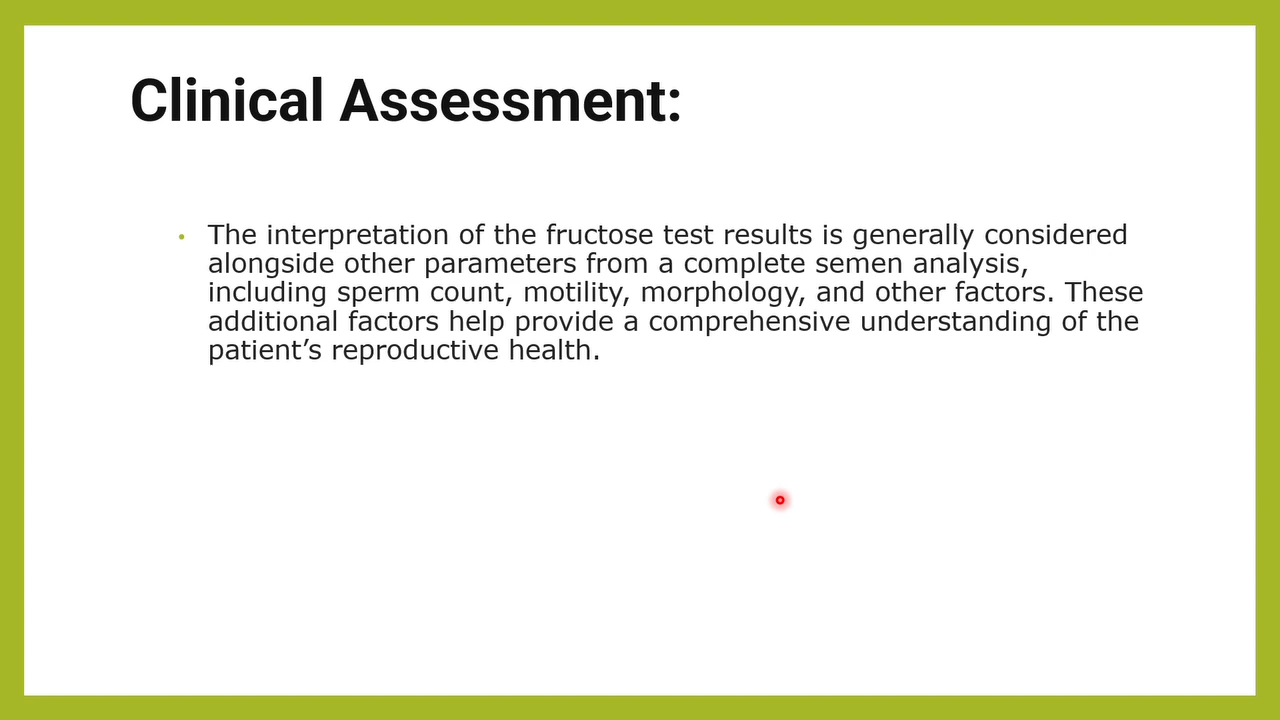 Clinical Assessment:
• The interpretation of the fructose test results is generally considered
alongside other parameters from a complete semen analysis,
including sperm count, motility, morphology, and other factors. These
additional factors help provide a comprehensive understanding of the
patient’s reproductive health.